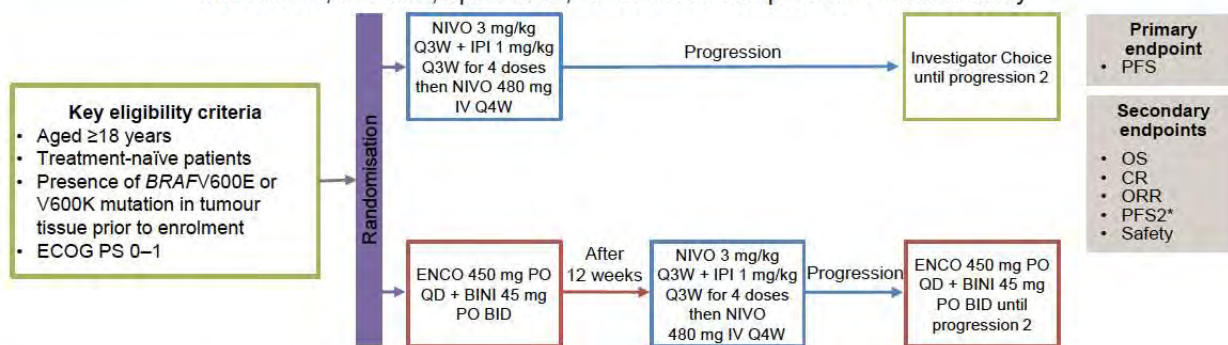 Key eligibility criteria
• Aged ≥18 years
• Treatment-naïve patients
• Presence of BRAFV600E or
V600K mutation in tumour
tissue prior to enrolment
• ECOG PS 0–1
Randomisation
NIVO 3 mg/kg
Q3W + IPI 1 mg/kg
Q3W for 4 doses
then NIVO 480 mg
IV Q4W
Progression
Investigator Choice
until progression 2
ENCO 450 mg PO
QD + BINI 45 mg
PO BID
After
12 weeks
NIVO 3 mg/kg
Q3W + IPI 1 mg/kg
Q3W for 4 doses
then NIVO
480 mg IV Q4W
Progression
ENCO 450 mg PO
QD + BINI 45 mg
PO BID until
progression 2
Primary
endpoint
• PFS
Secondary
endpoints
• OS
• CR
• ORR
• PFS2*
• Safety